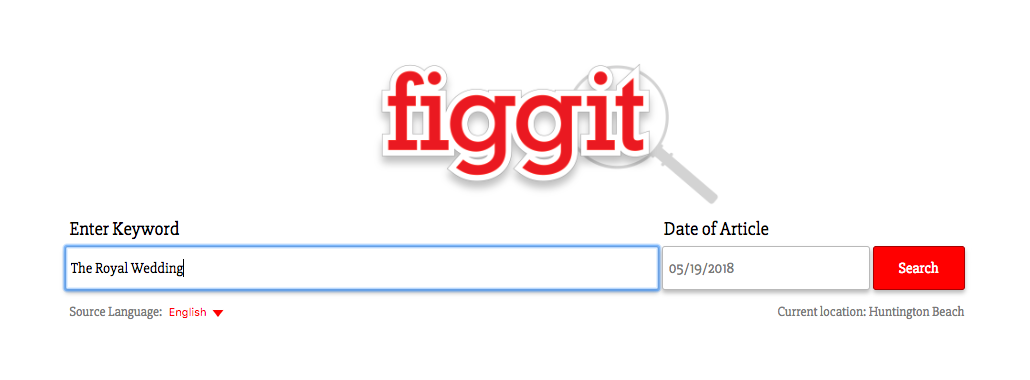 figgit
Enter Keyword
Date of Article
The Royal Wedding
05/19/2018
Search
Source Language: English
Current location: Huntington Beach